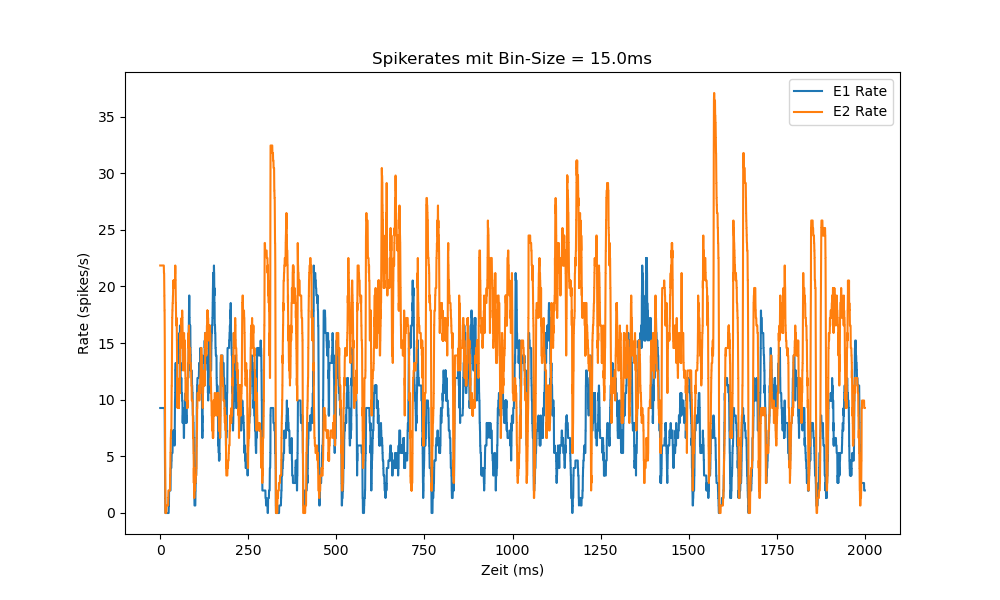 Spikerates mit Bin-Size = 15.0ms
E1 Rate
E2 Rate
35
30
25
20
15
10
5
0
Rate (spikes/s)
0 250 500 750 1000 1250 1500 1750 2000
Zeit (ms)